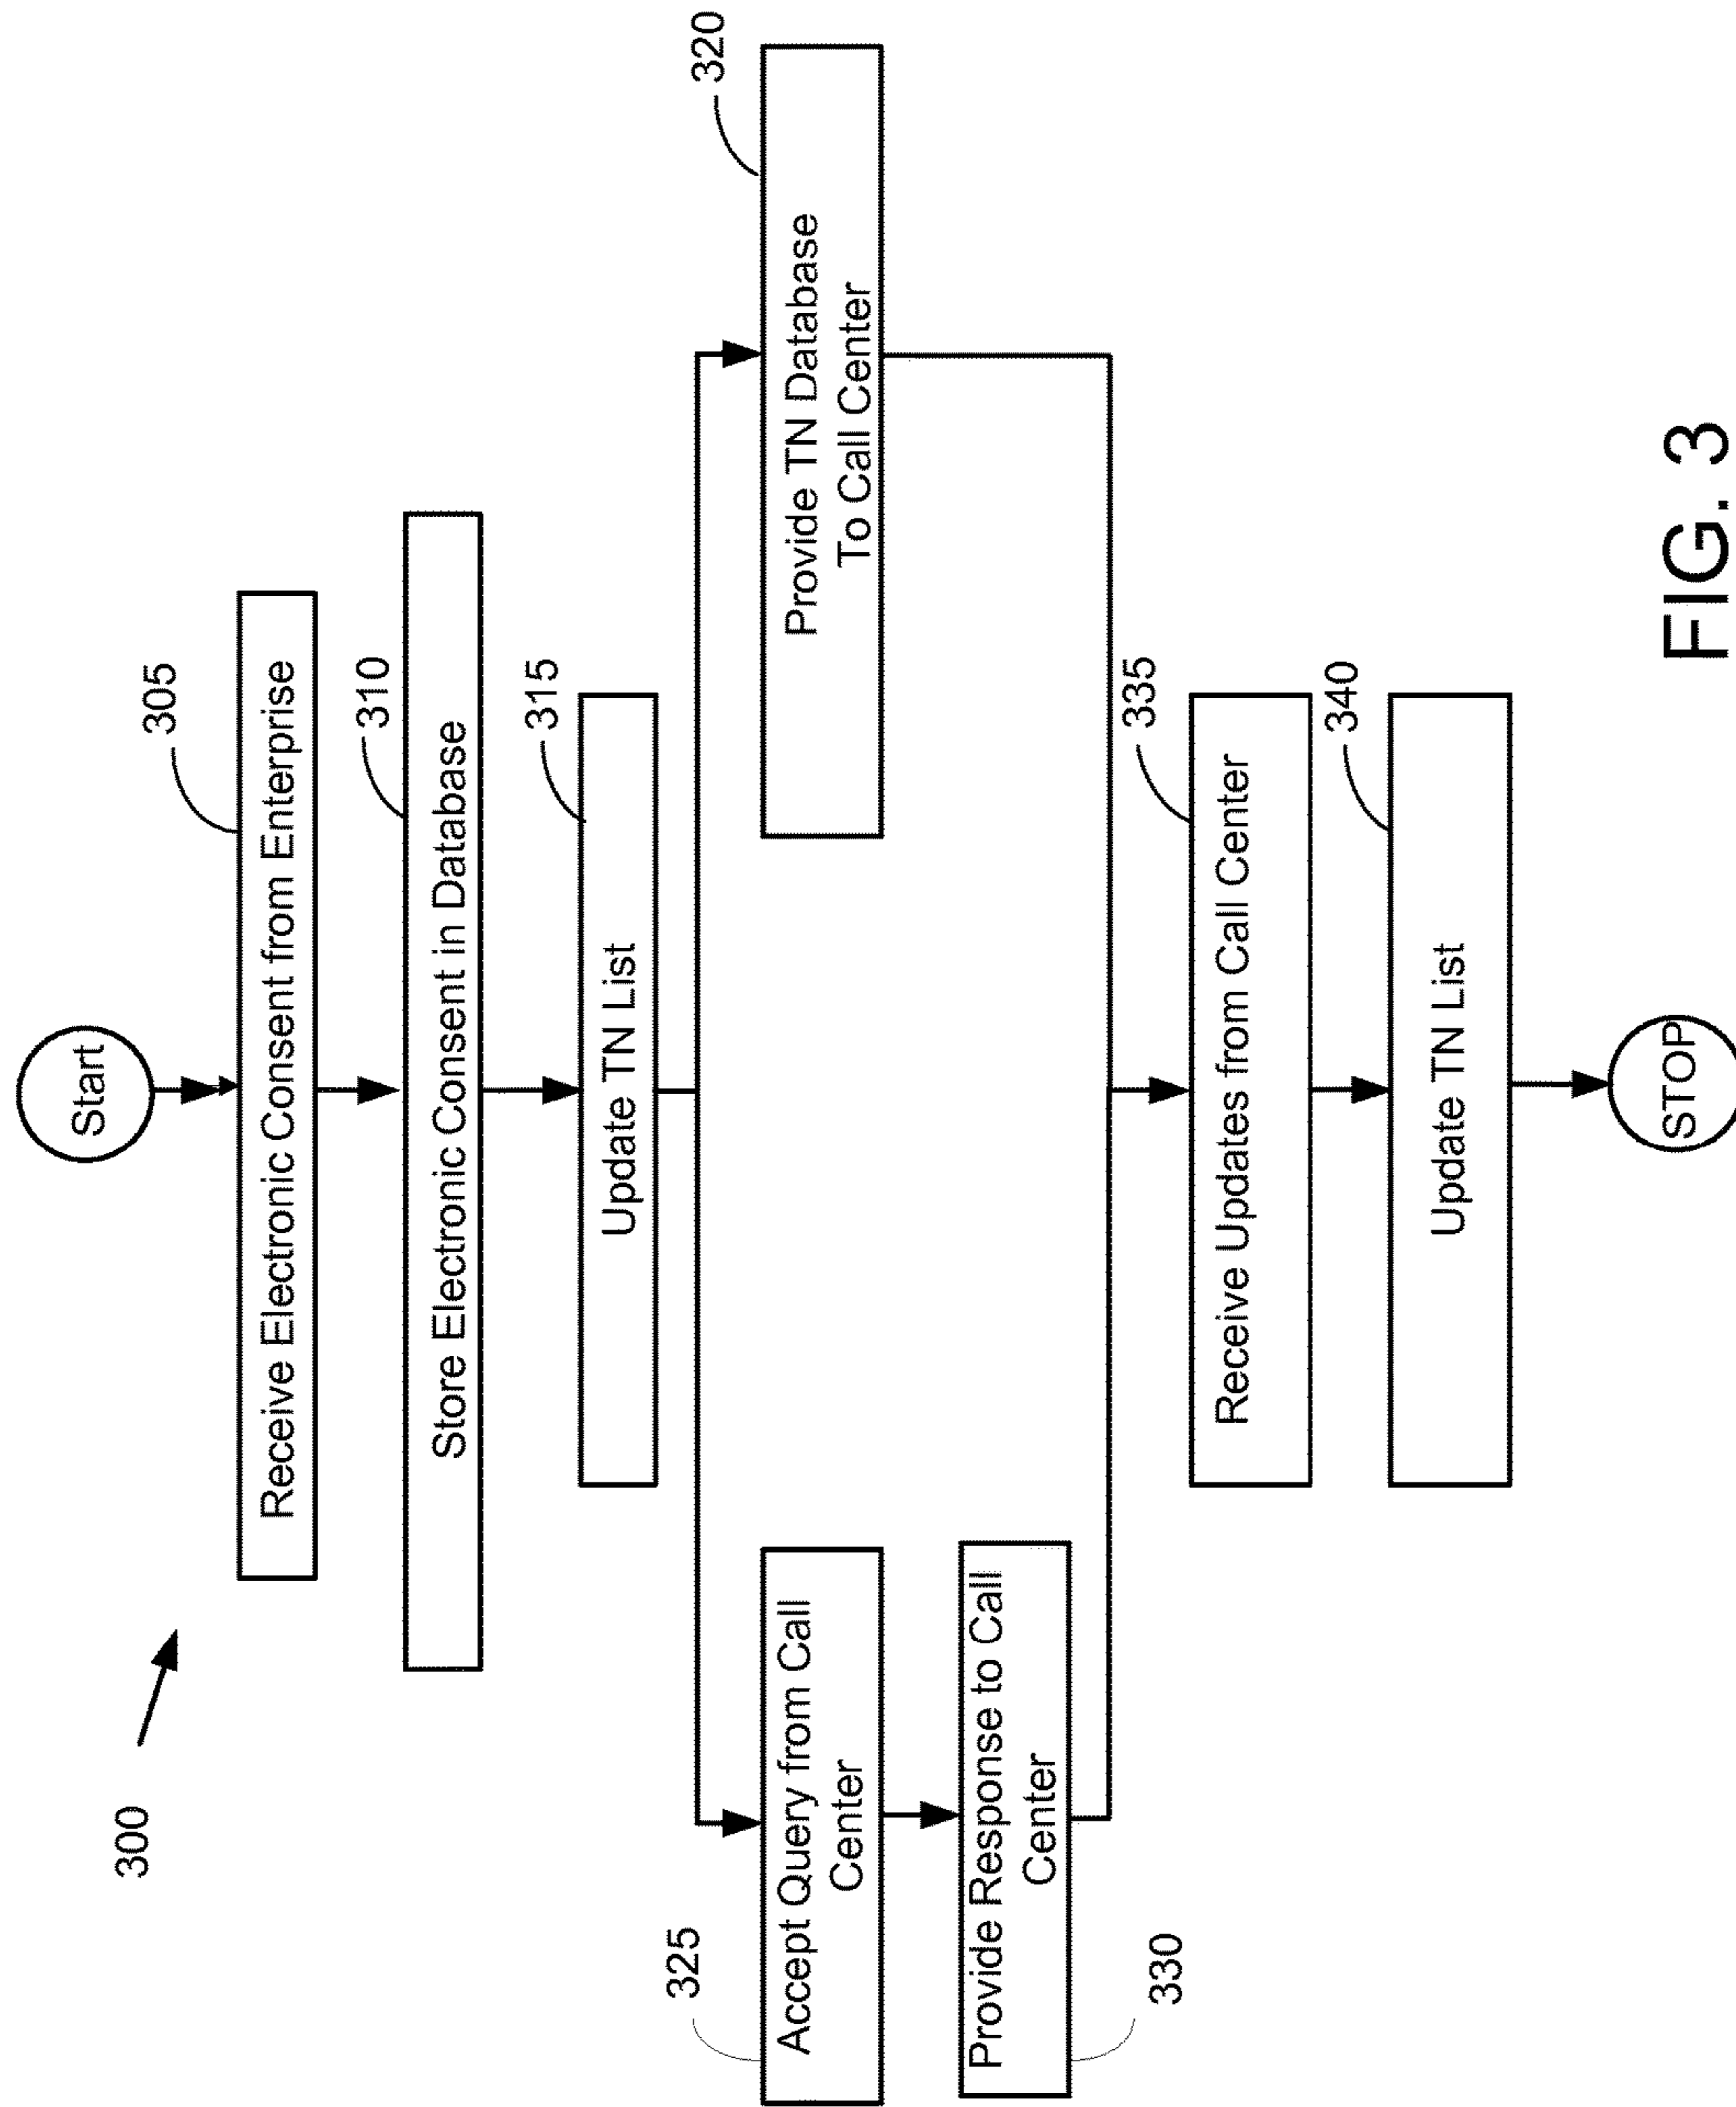 300
Start
305
Receive Electronic Consent from Enterprise
310
Store Electronic Consent in Database
315
Update TN List
325
Accept Query from Call
Center
330
Provide Response to Call
Center
320
Provide TN Database
To Call Center
335
Receive Updates from Call Center
340
Update TN List
STOP
FIG. 3